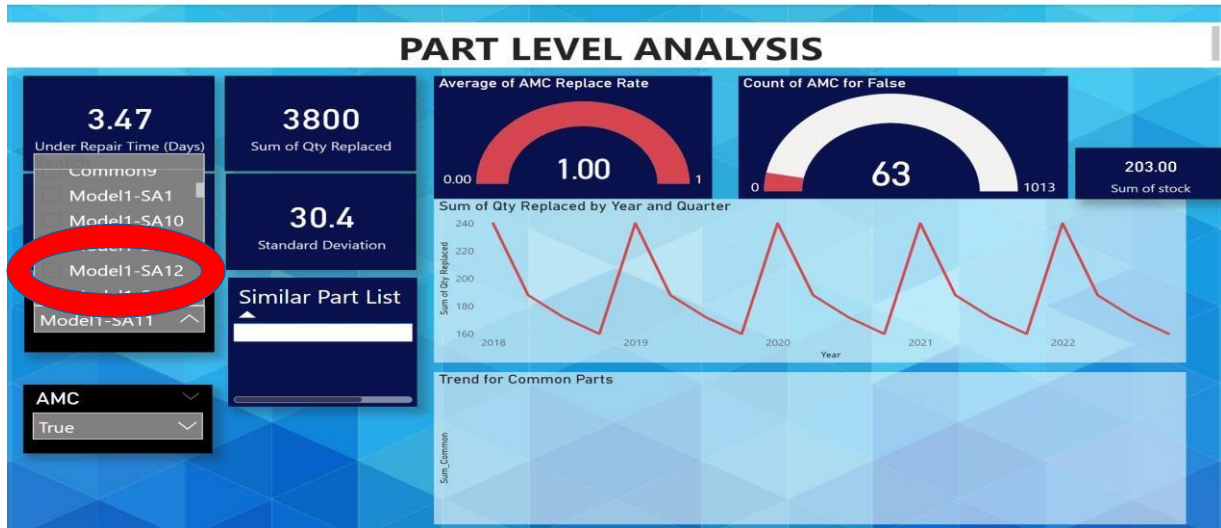 PART LEVEL ANALYSIS
3.47
Under Repair Time (Days)
Search
Common9
Model1-SA1
Model1-SA10
Model1-SA12
Model1-SA11
AMC
True
3800
Sum of Qty Replaced
30.4
Standard Deviation
Similar Part List
Average of AMC Replace Rate
0.00
1.00
1
Count of AMC for False
0
63
1013
203.00
Sum of stock
Sum of Qty Replaced by Year and Quarter
Sum of Qty Replaced
240
220
200
180
160
2018 2019 2020 2021 2022
Year
Trend for Common Parts
Sum_Common